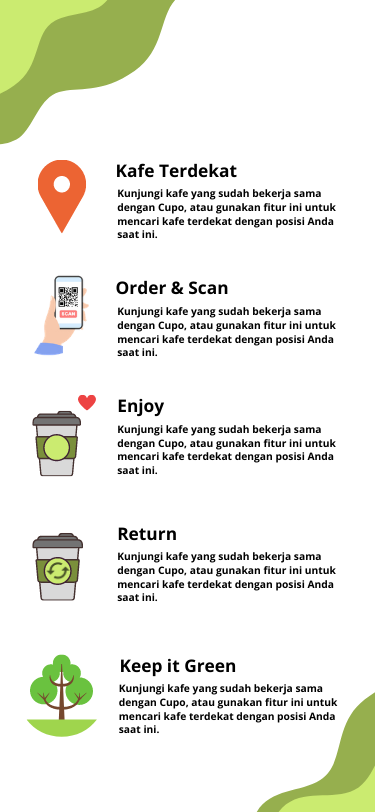 Kafe Terdekat
Kunjungi kafe yang sudah bekerja sama
dengan Cupo, atau gunakan fitur ini untuk
mencari kafe terdekat dengan posisi Anda
saat ini.
Order & Scan
Kunjungi kafe yang sudah bekerja sama
dengan Cupo, atau gunakan fitur ini untuk
mencari kafe terdekat dengan posisi Anda
saat ini.
SCAN
Enjoy
Kunjungi kafe yang sudah bekerja sama
dengan Cupo, atau gunakan fitur ini untuk
mencari kafe terdekat dengan posisi Anda
saat ini.
Return
Kunjungi kafe yang sudah bekerja sama
dengan Cupo, atau gunakan fitur ini untuk
mencari kafe terdekat dengan posisi Anda
saat ini.
Keep it Green
Kunjungi kafe yang sudah bekerja sama
dengan Cupo, atau gunakan fitur ini untuk
mencari kafe terdekat dengan posisi Anda
saat ini.